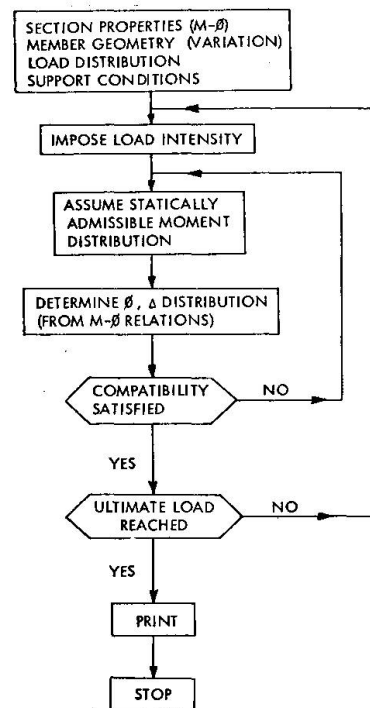 SECTION PROPERTIES (M-Ø)
MEMBER GEOMETRY (VARIATION)
LOAD DISTRIBUTION
SUPPORT CONDITIONS
IMPOSE LOAD INTENSITY
ASSUME STATICALLY
ADMISSIBLE MOMENT
DISTRIBUTION
DETERMINE Ø, Δ DISTRIBUTION
(FROM M-Ø RELATIONS)
COMPATIBILITY
SATISFIED
NO
YES
ULTIMATE LOAD
REACHED
NO
YES
PRINT
STOP